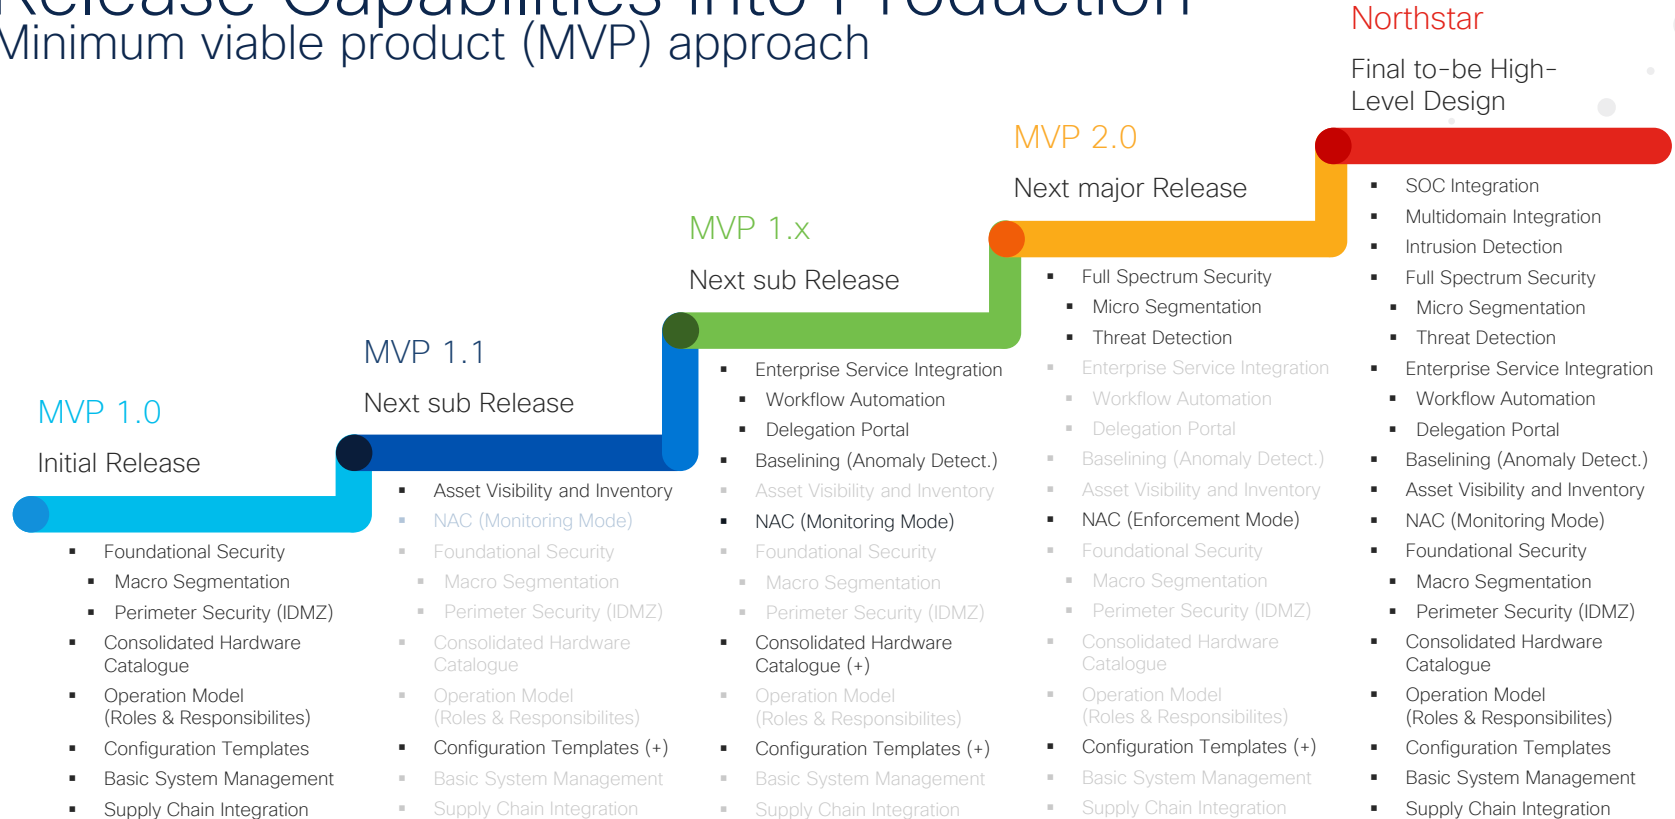 Release Capabilities into Production
Minimum viable product (MVP) approach
MVP 1.0
Initial Release
▪ Foundational Security
▪ Macro Segmentation
▪ Perimeter Security (IDMZ)
▪ Consolidated Hardware
Catalogue
▪ Operation Model
(Roles & Responsibilites)
▪ Configuration Templates
▪ Basic System Management
▪ Supply Chain Integration
MVP 1.1
Next sub Release
▪ Asset Visibility and Inventory
▪ NAC (Monitoring Mode)
▪ Foundational Security
▪ Macro Segmentation
▪ Perimeter Security (IDMZ)
▪ Consolidated Hardware
Catalogue
▪ Operation Model
(Roles & Responsibilites)
▪ Configuration Templates (+)
▪ Basic System Management
▪ Supply Chain Integration
MVP 1.x
Next sub Release
▪ Enterprise Service Integration
▪ Workflow Automation
▪ Delegation Portal
▪ Baselining (Anomaly Detect.)
▪ Asset Visibility and Inventory
▪ NAC (Monitoring Mode)
▪ Foundational Security
▪ Macro Segmentation
▪ Perimeter Security (IDMZ)
▪ Consolidated Hardware
Catalogue (+)
▪ Operation Model
(Roles & Responsibilites)
▪ Configuration Templates (+)
▪ Basic System Management
▪ Supply Chain Integration
MVP 2.0
Next major Release
▪ Full Spectrum Security
▪ Micro Segmentation
▪ Threat Detection
▪ Enterprise Service Integration
▪ Workflow Automation
▪ Delegation Portal
▪ Baselining (Anomaly Detect.)
▪ Asset Visibility and Inventory
▪ NAC (Enforcement Mode)
▪ Foundational Security
▪ Macro Segmentation
▪ Perimeter Security (IDMZ)
▪ Consolidated Hardware
Catalogue
▪ Operation Model
(Roles & Responsibilites)
▪ Configuration Templates (+)
▪ Basic System Management
▪ Supply Chain Integration
Northstar
Final to-be High-
Level Design
▪ SOC Integration
▪ Multidomain Integration
▪ Intrusion Detection
▪ Full Spectrum Security
▪ Micro Segmentation
▪ Threat Detection
▪ Enterprise Service Integration
▪ Workflow Automation
▪ Delegation Portal
▪ Baselining (Anomaly Detect.)
▪ Asset Visibility and Inventory
▪ NAC (Monitoring Mode)
▪ Foundational Security
▪ Macro Segmentation
▪ Perimeter Security (IDMZ)
▪ Consolidated Hardware
Catalogue
▪ Operation Model
(Roles & Responsibilites)
▪ Configuration Templates
▪ Basic System Management
▪ Supply Chain Integration